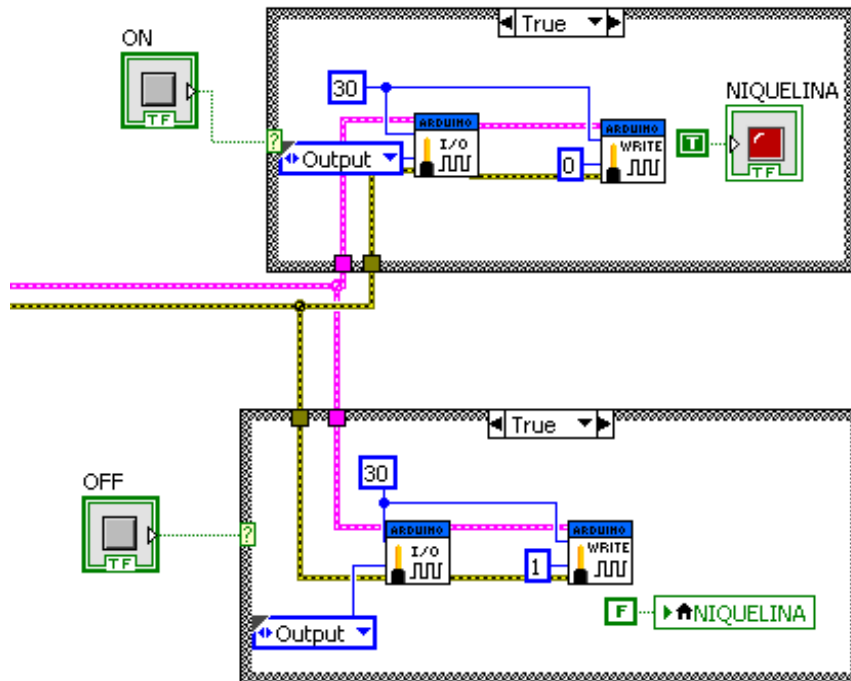 True
ON
TF
?
30
ARDUINO
I/O
Output
ARDUINO
WRITE
0
T
NIQUELINA
TF
True
OFF
TF
?
30
ARDUINO
I/O
Output
ARDUINO
WRITE
1
F
NIQUELINA